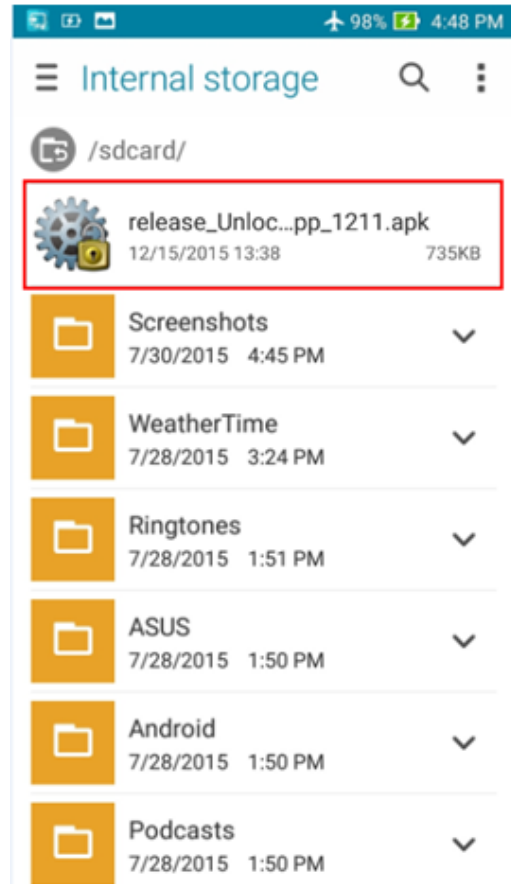 98% 4:48 PM
Internal storage
/sdcard/
release_Unloc...pp_1211.apk
12/15/2015 13:38 735KB
Screenshots
7/30/2015 4:45 PM
WeatherTime
7/28/2015 3:24 PM
Ringtones
7/28/2015 1:51 PM
ASUS
7/28/2015 1:50 PM
Android
7/28/2015 1:50 PM
Podcasts
7/28/2015 1:50 PM